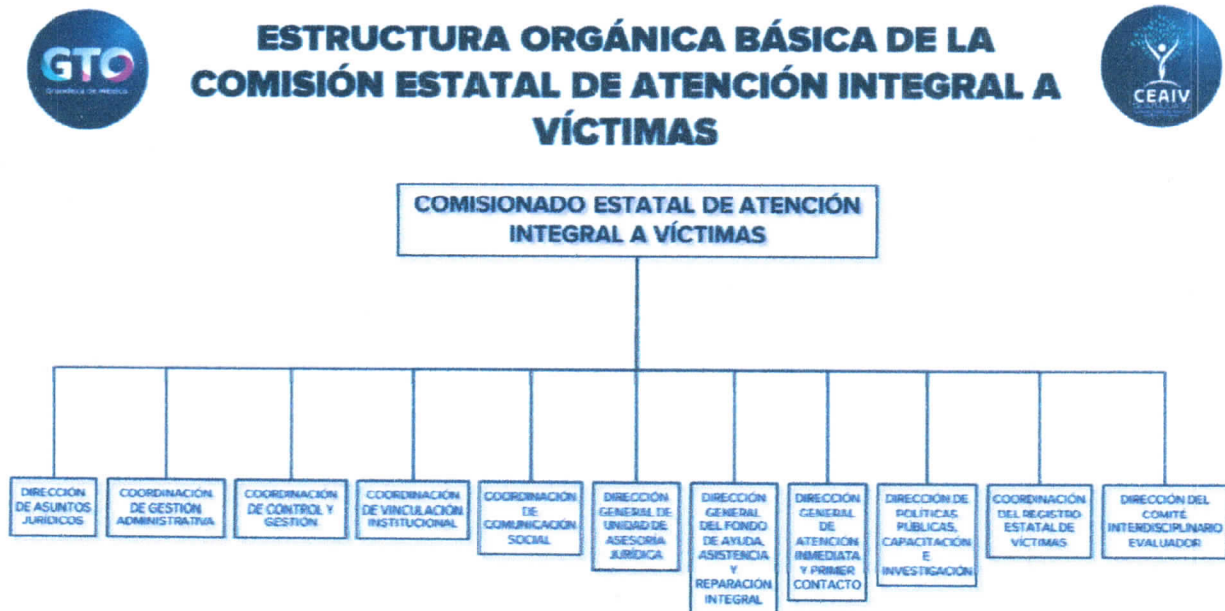 GTO
Grandeza de México
ESTRUCTURA ORGÁNICA BÁSICA DE LA
COMISIÓN ESTATAL DE ATENCIÓN INTEGRAL A
VÍCTIMAS
CEAIV
COMISIONADO ESTATAL DE ATENCIÓN
INTEGRAL A VÍCTIMAS
DIRECCIÓN
DE ASUNTOS
JURÍDICOS
COORDINACIÓN
DE GESTIÓN
ADMINISTRATIVA
COORDINACIÓN
DE CONTROL Y
GESTIÓN
COORDINACIÓN
DE VINCULACIÓN
INSTITUCIONAL
COORDINACIÓN
DE
COMUNICACIÓN
SOCIAL
DIRECCIÓN
GENERAL DE
UNIDAD DE
ASESORÍA
JURÍDICA
DIRECCIÓN
GENERAL
DEL FONDO
DE AYUDA,
ASISTENCIA
Y
REPARACIÓN
INTEGRAL
DIRECCIÓN
GENERAL
DE
ATENCIÓN
INMEDIATA
Y PRIMER
CONTACTO
DIRECCIÓN DE
POLÍTICAS
PÚBLICAS,
CAPACITACIÓN
E
INVESTIGACIÓN
COORDINACIÓN
DEL REGISTRO
ESTATAL DE
VÍCTIMAS
DIRECCIÓN DEL
COMITÉ
INTERDISCIPLINARIO
EVALUADOR